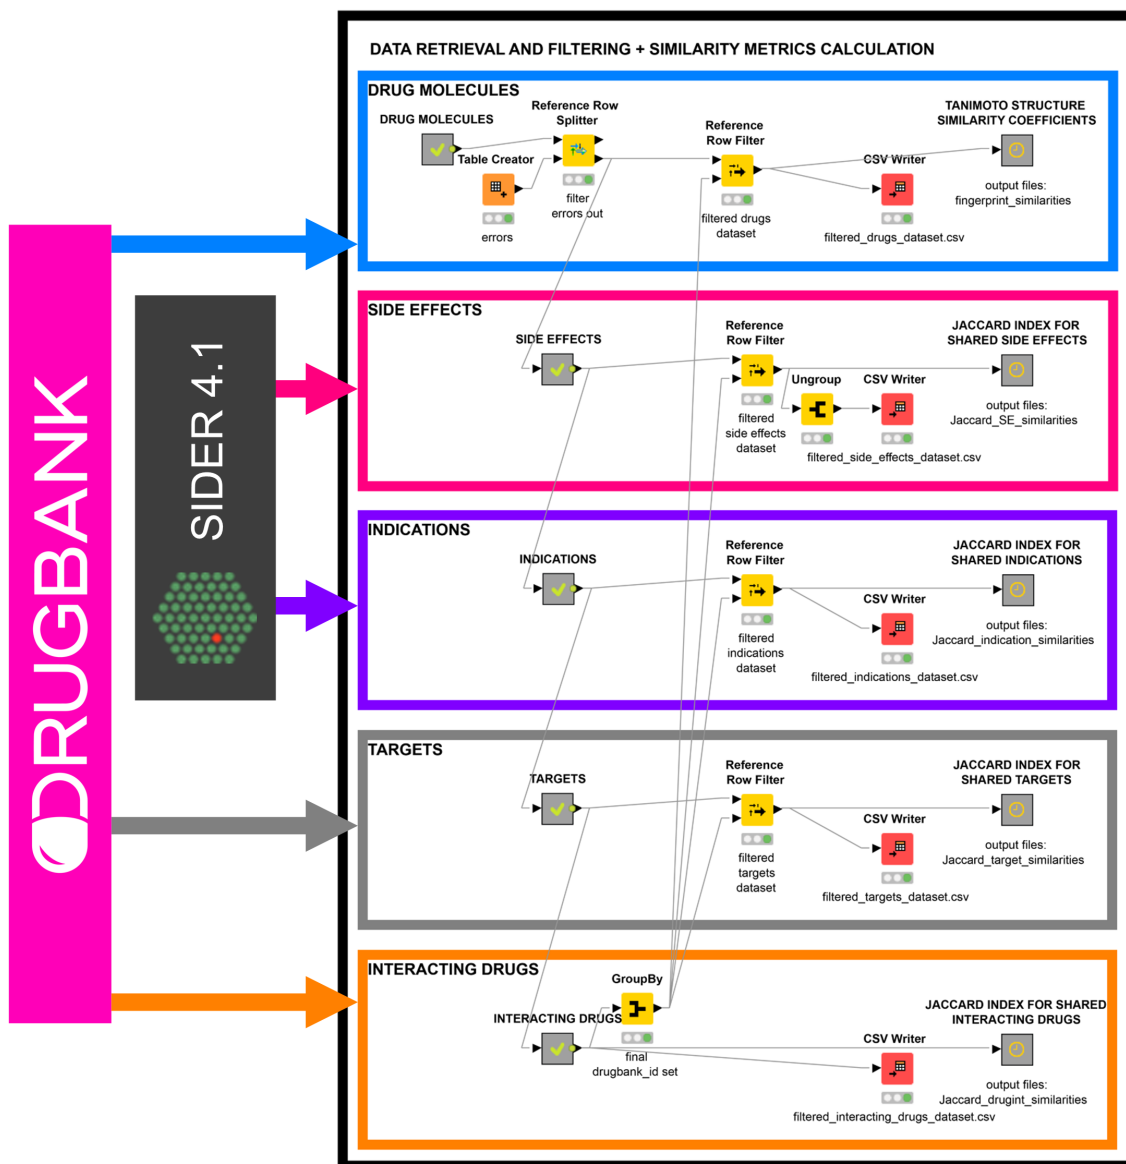 DRUGBANK
SIDER 4.1
DATA RETRIEVAL AND FILTERING + SIMILARITY METRICS CALCULATION
DRUG MOLECULES
DRUG MOLECULES
Reference Row
Splitter
Table Creator
filter
errors out
errors
Reference
Row Filter
filtered drugs
dataset
CSV Writer
filtered_drugs_dataset.csv
TANIMOTO STRUCTURE
SIMILARITY COEFFICIENTS
output files:
fingerprint_similarities
SIDE EFFECTS
SIDE EFFECTS
Reference
Row Filter
filtered
side effects
dataset
Ungroup
CSV Writer
filtered_side_effects_dataset.csv
JACCARD INDEX FOR
SHARED SIDE EFFECTS
output files:
Jaccard_SE_similarities
INDICATIONS
INDICATIONS
Reference
Row Filter
filtered
indications
dataset
CSV Writer
filtered_indications_dataset.csv
JACCARD INDEX FOR
SHARED INDICATIONS
output files:
Jaccard_indication_similarities
TARGETS
TARGETS
Reference
Row Filter
filtered
targets
dataset
CSV Writer
filtered_targets_dataset.csv
JACCARD INDEX FOR
SHARED TARGETS
output files:
Jaccard_target_similarities
INTERACTING DRUGS
INTERACTING DRUGS
GroupBy
final
drugbank_id set
CSV Writer
filtered_interacting_drugs_dataset.csv
JACCARD INDEX FOR SHARED
INTERACTING DRUGS
output files:
Jaccard_drugint_similarities